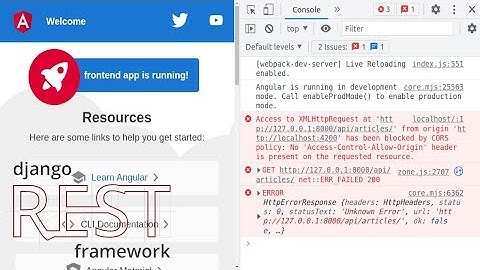 Welcome
frontend app is running!
Resources
Here are some links to help you get started:
Learn Angular
CLI Documentation
Angular Material
django
REST
framework
Console
3
1
top
Filter
Default levels
2 Issues:
1
1
[webpack-dev-server] Live Reloading index.js:551
enabled.
Angular is running in development core.mjs:25563
mode. Call enableProdMode() to enable production
mode.
Access to XMLHttpRequest at 'htt localhost/:1
p://127.0.0.1:8000/api/articles/' from origin 'htt
p://localhost:4200' has been blocked by CORS
policy: No 'Access-Control-Allow-Origin' header
is present on the requested resource.
GET http://127.0.0.1:8000/api/ zone.js:2707
articles/ net::ERR_FAILED 200
ERROR core.mjs:6362
HttpErrorResponse {headers: HttpHeaders, statu
s: 0, statusText: 'Unknown Error', url: 'htt
p://127.0.0.1:8000/api/articles/', ok: fals
e, …}